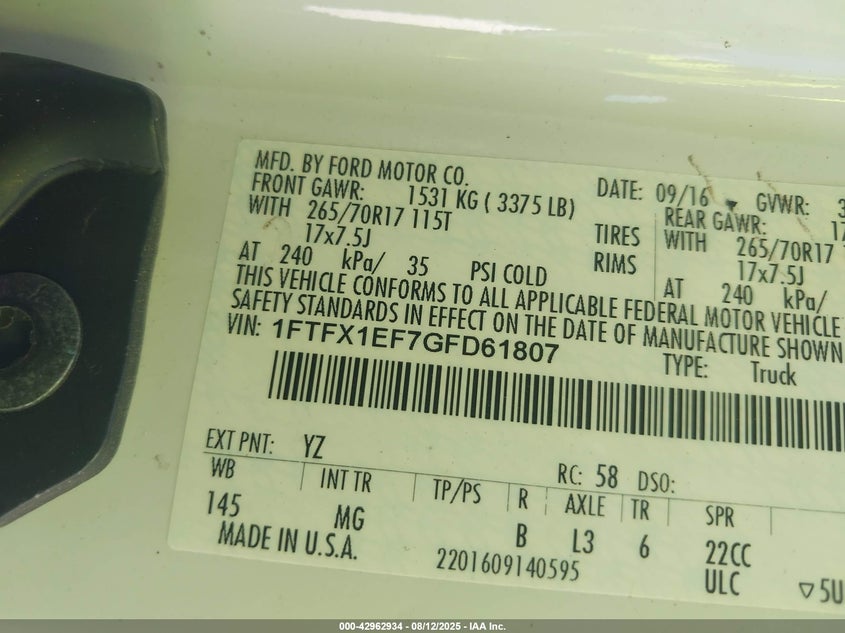 MFD. BY FORD MOTOR CO.
DATE: 09/16
GVWR: 3
FRONT GAWR: 1531 KG ( 3375 LB)
REAR GAWR: 17
WITH 265/70R17 115T TIRES
WITH 265/70R17
17x7.5J RIMS
17x7.5J
AT 240 kPa/ 35 PSI COLD
AT 240 kPa/
THIS VEHICLE CONFORMS TO ALL APPLICABLE FEDERAL MOTOR VEHICLE
SAFETY STANDARDS IN EFFECT ON THE DATE OF MANUFACTURE SHOWN
VIN: 1FTFX1EF7GFD61807
TYPE: Truck
EXT PNT: YZ RC: 58 DSO:
WB INT TR TP/PS R AXLE TR SPR
145 MG B L3 6 22CC
MADE IN U.S.A. 2201609140595 ULC ▽5U
000-42962934 - 08/12/2025 - IAA Inc.